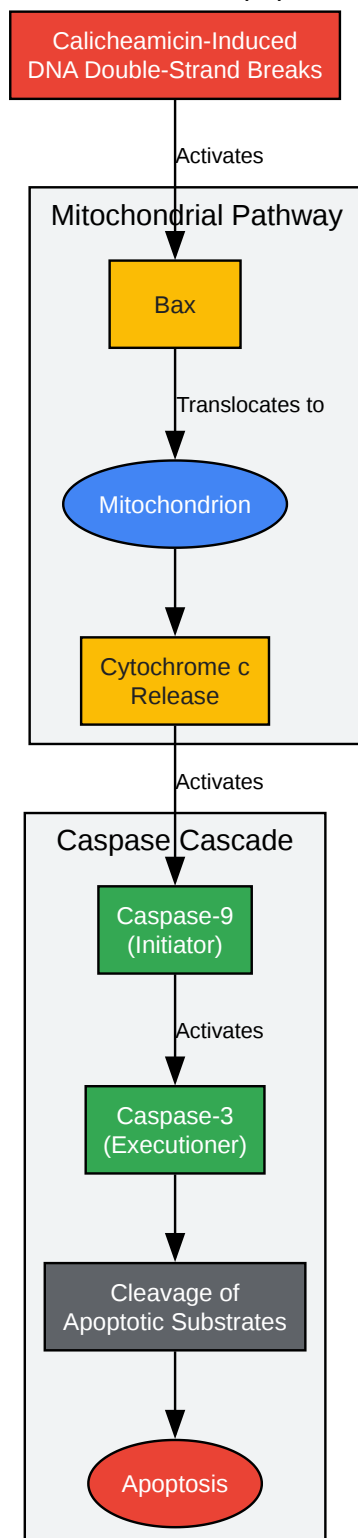 Calicheamicin-Induced
DNA Double-Strand Breaks
Activates
Mitochondrial Pathway
Bax
Translocates to
Mitochondrion
Cytochrome c
Release
Activates
Caspase Cascade
Caspase-9
(Initiator)
Activates
Caspase-3
(Executioner)
Cleavage of
Apoptotic Substrates
Apoptosis